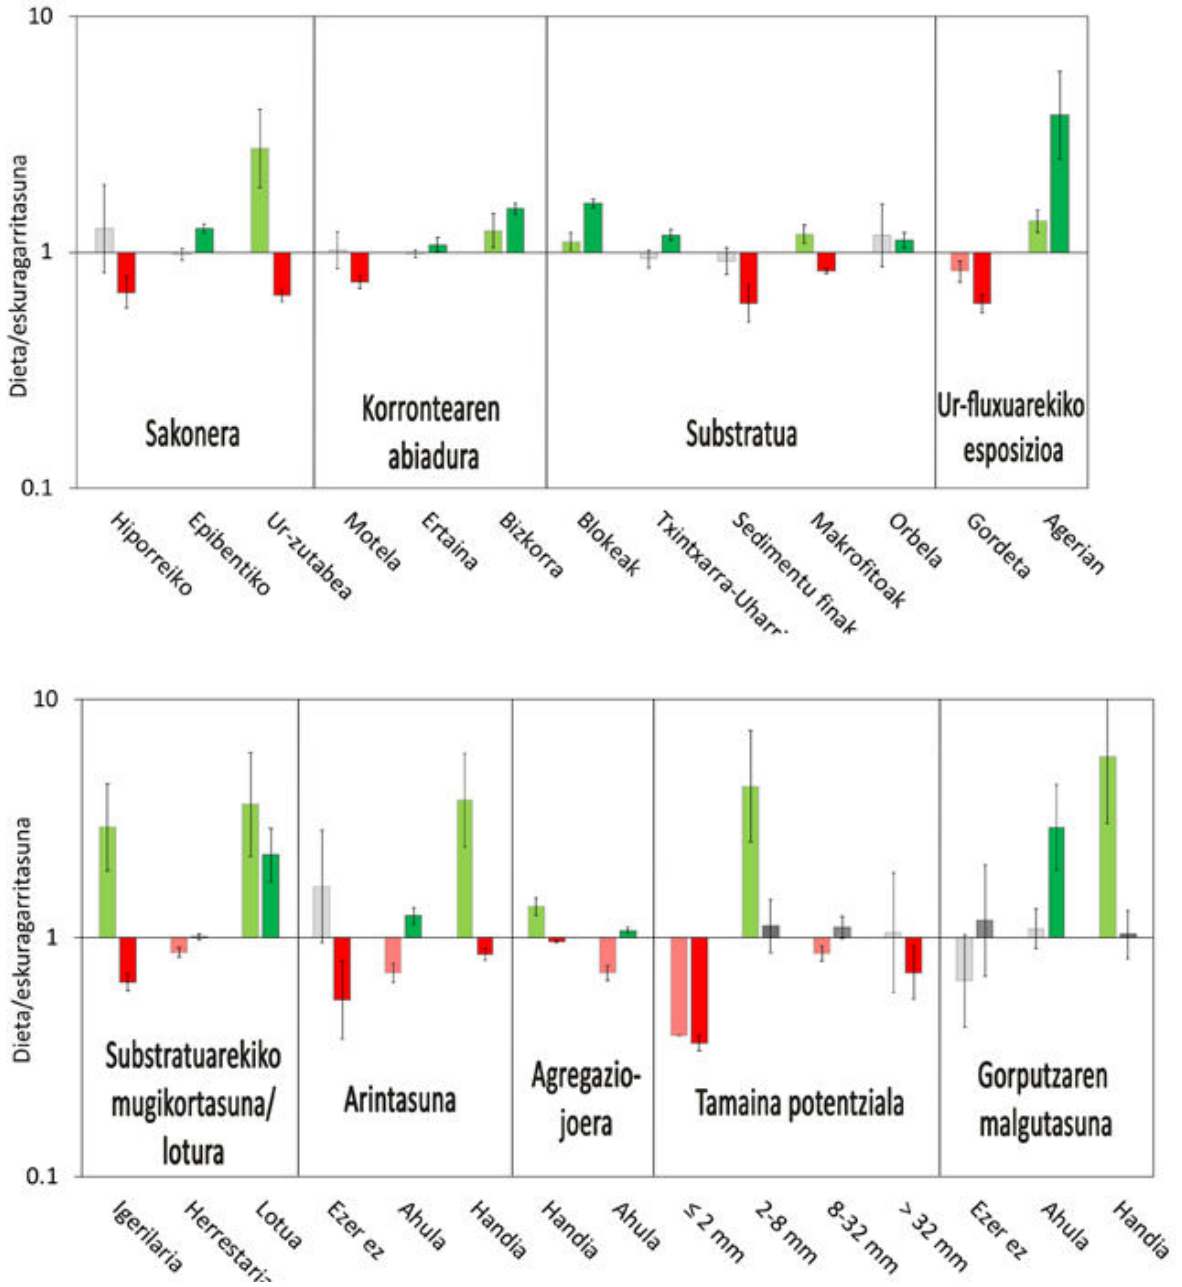 10
1
0.1
Dieta/eskuragarritasuna
Sakonera
Korrontearen
abiadura
Substratua
Ur-fluxuarekiko
esposizioa
Hiporreiko
Epibentiko
Ur-zutabea
Motela
Ertaina
Bizkorra
Blokeak
Txintxarra-Uharri
Sedimentu finak
Makrofitoak
Orbela
Gordeta
Agerian
10
1
0.1
Dieta/eskuragarritasuna
Substratuarekiko
mugikortasuna/
lotura
Arintasuna
Agregazio-
joera
Tamaina potentziala
Gorputzaren
malgutasuna
Igerilaria
Herrestaria
Lotua
Ezer ez
Ahula
Handia
Handia
Ahula
≤ 2 mm
2-8 mm
8-32 mm
> 32 mm
Ezer ez
Ahula
Handia